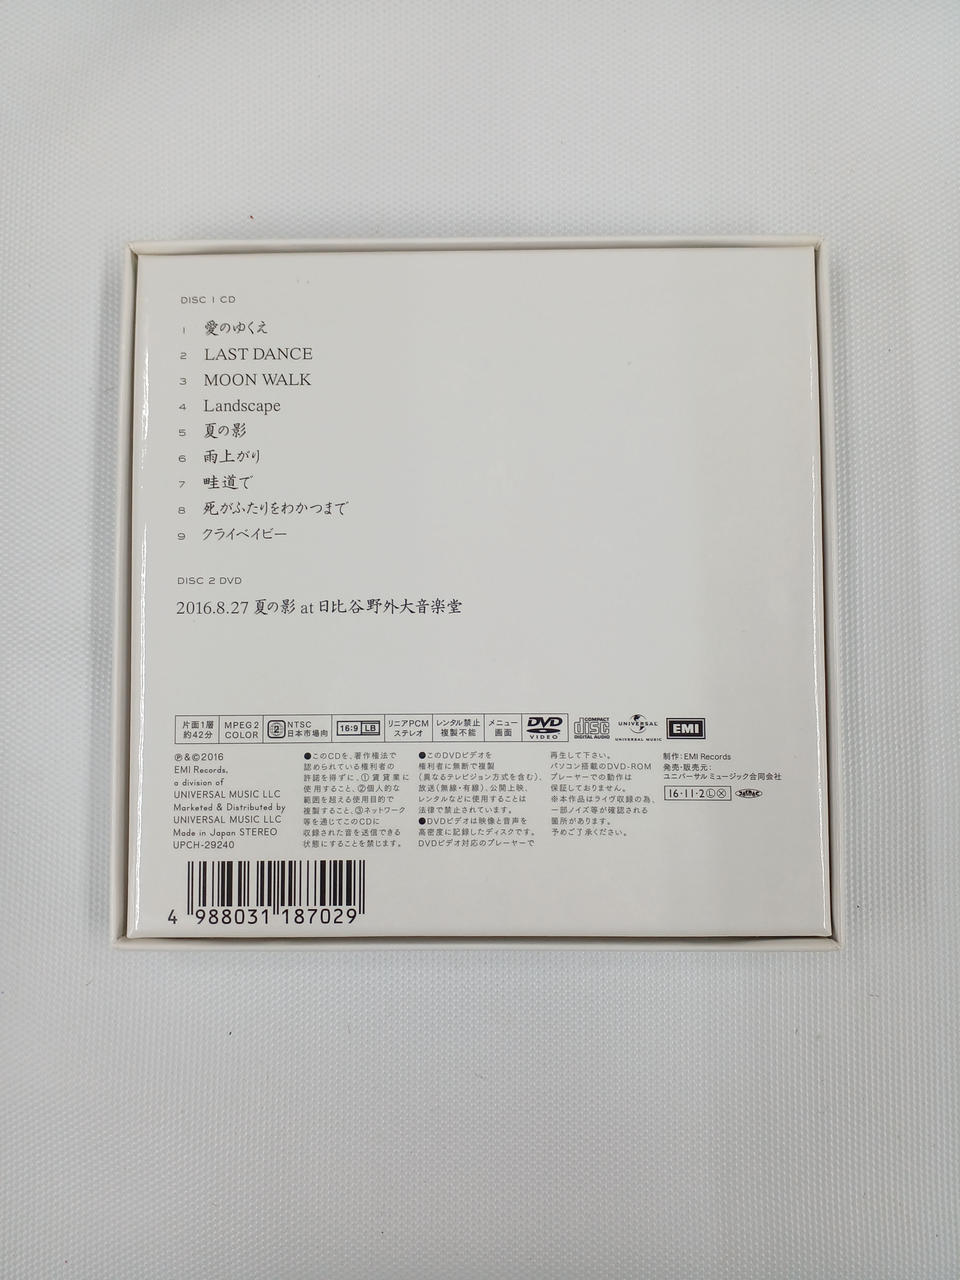 DISC 1 CD
1 愛のゆくえ
2 LAST DANCE
3 MOON WALK
4 Landscape
5 夏の影
6 雨上がり
7 畦道で
8 死がふたりをわかつまで
9 クライベイビー
DISC 2 DVD
2016.8.27 夏の影 at 日比谷野外大音楽堂
片面1層
約42分
MPEG2
COLOR
2
NTSC
日本市場向
16:9 LB
リニアPCM
ステレオ
レンタル禁止
複製不能
メニュー
画面
DVD
VIDEO
COMPACT
disc
DIGITAL AUDIO
UNIVERSAL
UNIVERSAL MUSIC
EMI
℗&©2016
EMI Records,
a division of
UNIVERSAL MUSIC LLC
Marketed & Distributed by
UNIVERSAL MUSIC LLC
Made in Japan STEREO
UPCH-29240
●このCDを、著作権法で
認められている権利者の
許諾を得ずに、①賃貸業に
使用すること、②個人的な
範囲を超える使用目的で
複製すること、③ネットワーク
等を通じてこのCDに
収録された音を送信できる
状態にすることを禁じます。
●このDVDビデオを
権利者に無断で複製
(異なるテレビジョン方式を含む)、
放送(無線・有線)、公開上映、
レンタルなどに使用することは
法律で禁止されています。
●DVDビデオは映像と音声を
高密度に記録したディスクです。
DVDビデオ対応のプレーヤーで
再生して下さい。
パソコン搭載のDVD-ROM
プレーヤーでの動作は
保証しておりません。
※本作品はライヴ収録の為、
一部ノイズ等が確認される
箇所があります。
予めご了承ください。
制作:EMI Records
発売・販売元:
ユニバーサル ミュージック合同会社
16・11・2ⓁⓍ
4 988031 187029